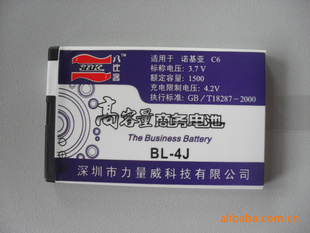 八比客™
适用于 诺基亚 C6
标称电压: 3.7 V
额定容量: 1500
充电限制电压: 4.2V
执行标准: GB/T18287-2000
高容量商务电池
The Business Battery
BL-4J
深圳市力量威科技有限公司
alibaba.com.cn